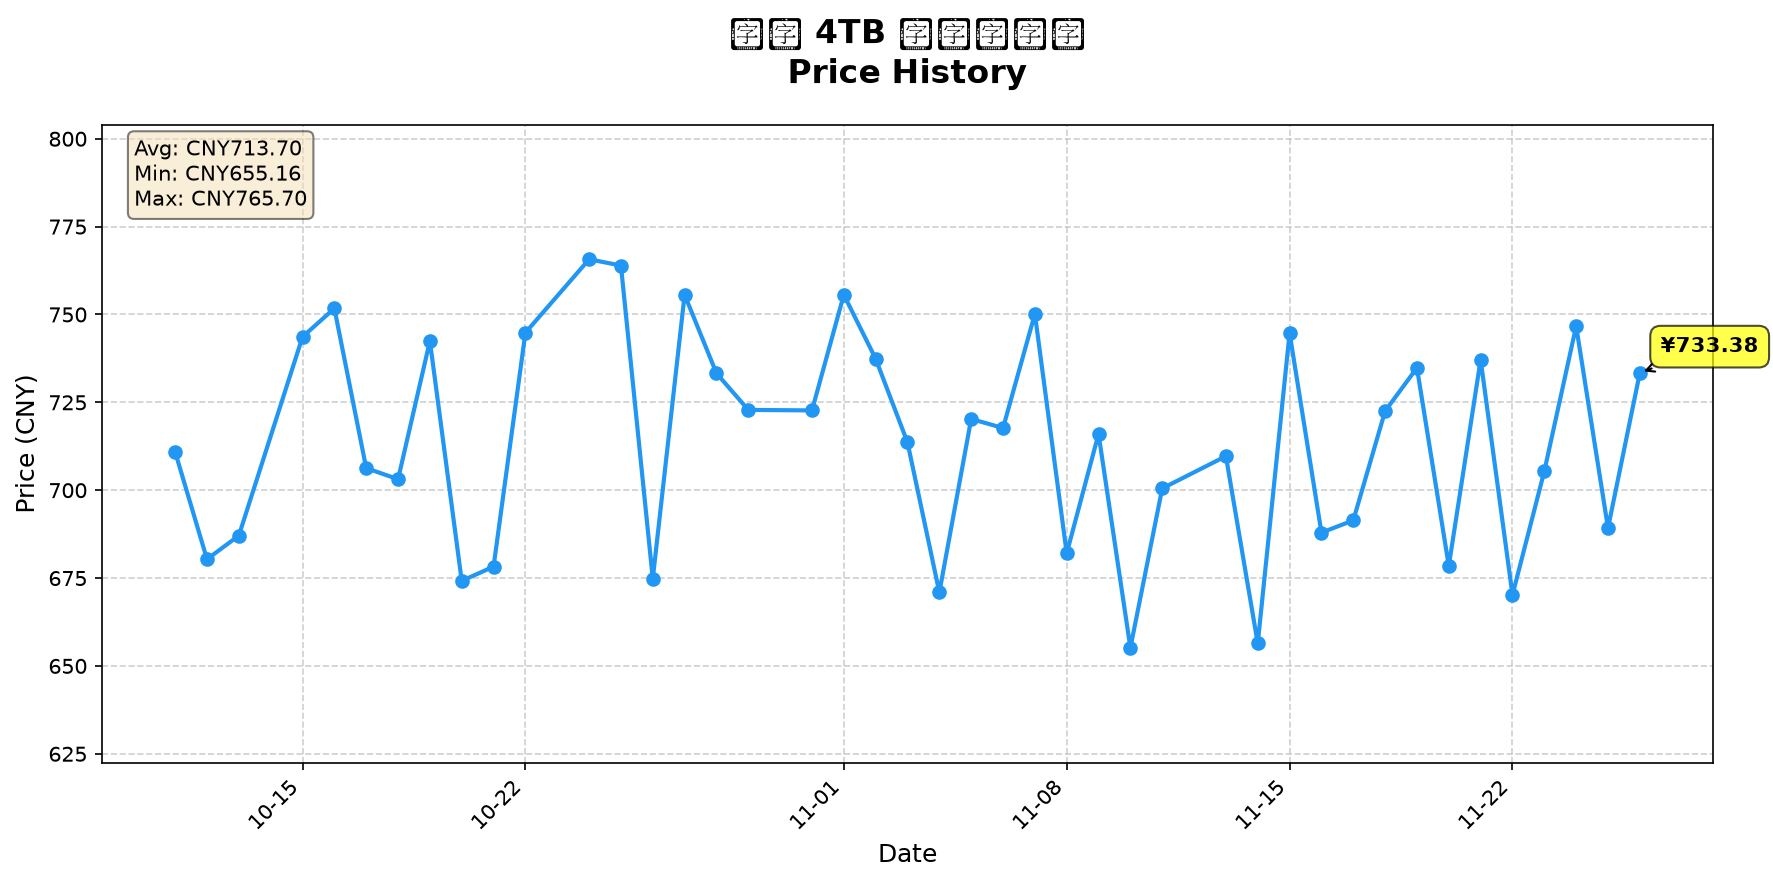 4TB
Price History
Avg: CNY713.70
Min: CNY655.16
Max: CNY765.70
800
775
750
725
700
675
650
625
Price (CNY)
¥733.38
10-15
10-22
11-01
11-08
11-15
11-22
Date